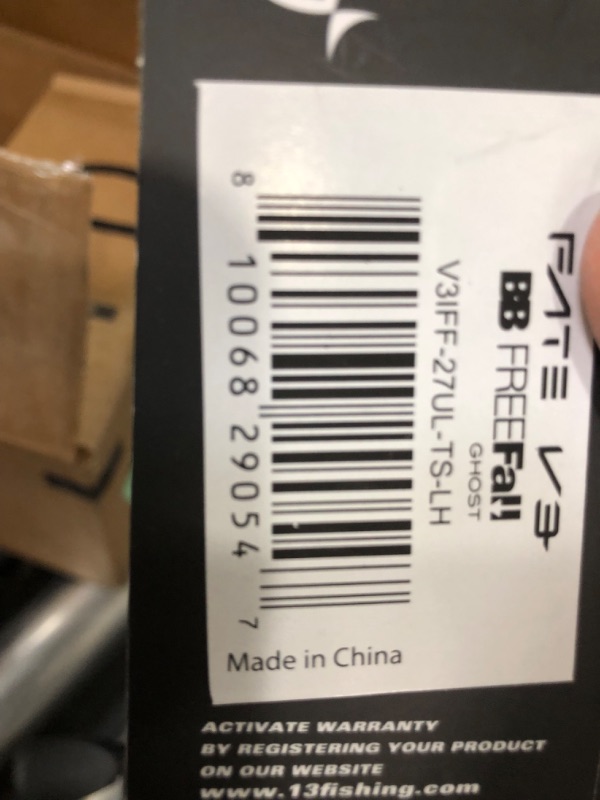 FATE V3
BB FREEFall
GHOST
V3IFF-27UL-TS-LH
8 10068 29054 7
Made in China
ACTIVATE WARRANTY
BY REGISTERING YOUR PRODUCT
ON OUR WEBSITE
www.13fishing.com